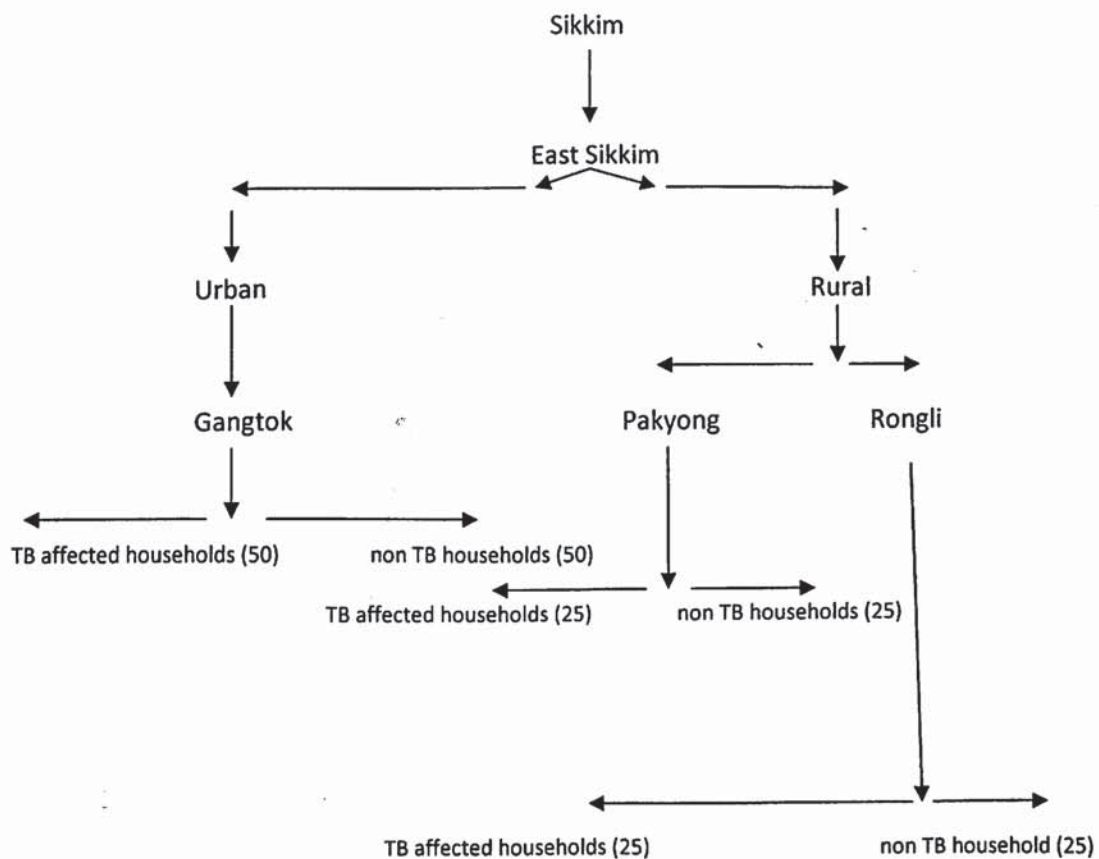 Sikkim
East Sikkim
Urban
Rural
Gangtok
Pakyong
Rongli
TB affected households (50)
non TB households (50)
TB affected households (25)
non TB households (25)
TB affected households (25)
non TB household (25)